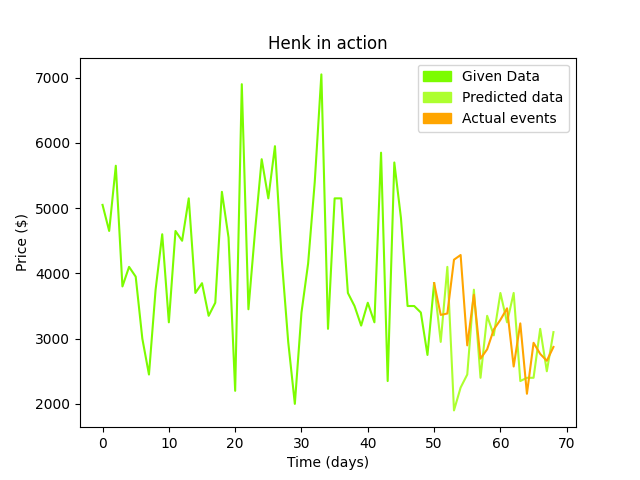 Henk in action
Given Data
Predicted data
Actual events
Price ($)
7000
6000
5000
4000
3000
2000
0 10 20 30 40 50 60 70
Time (days)